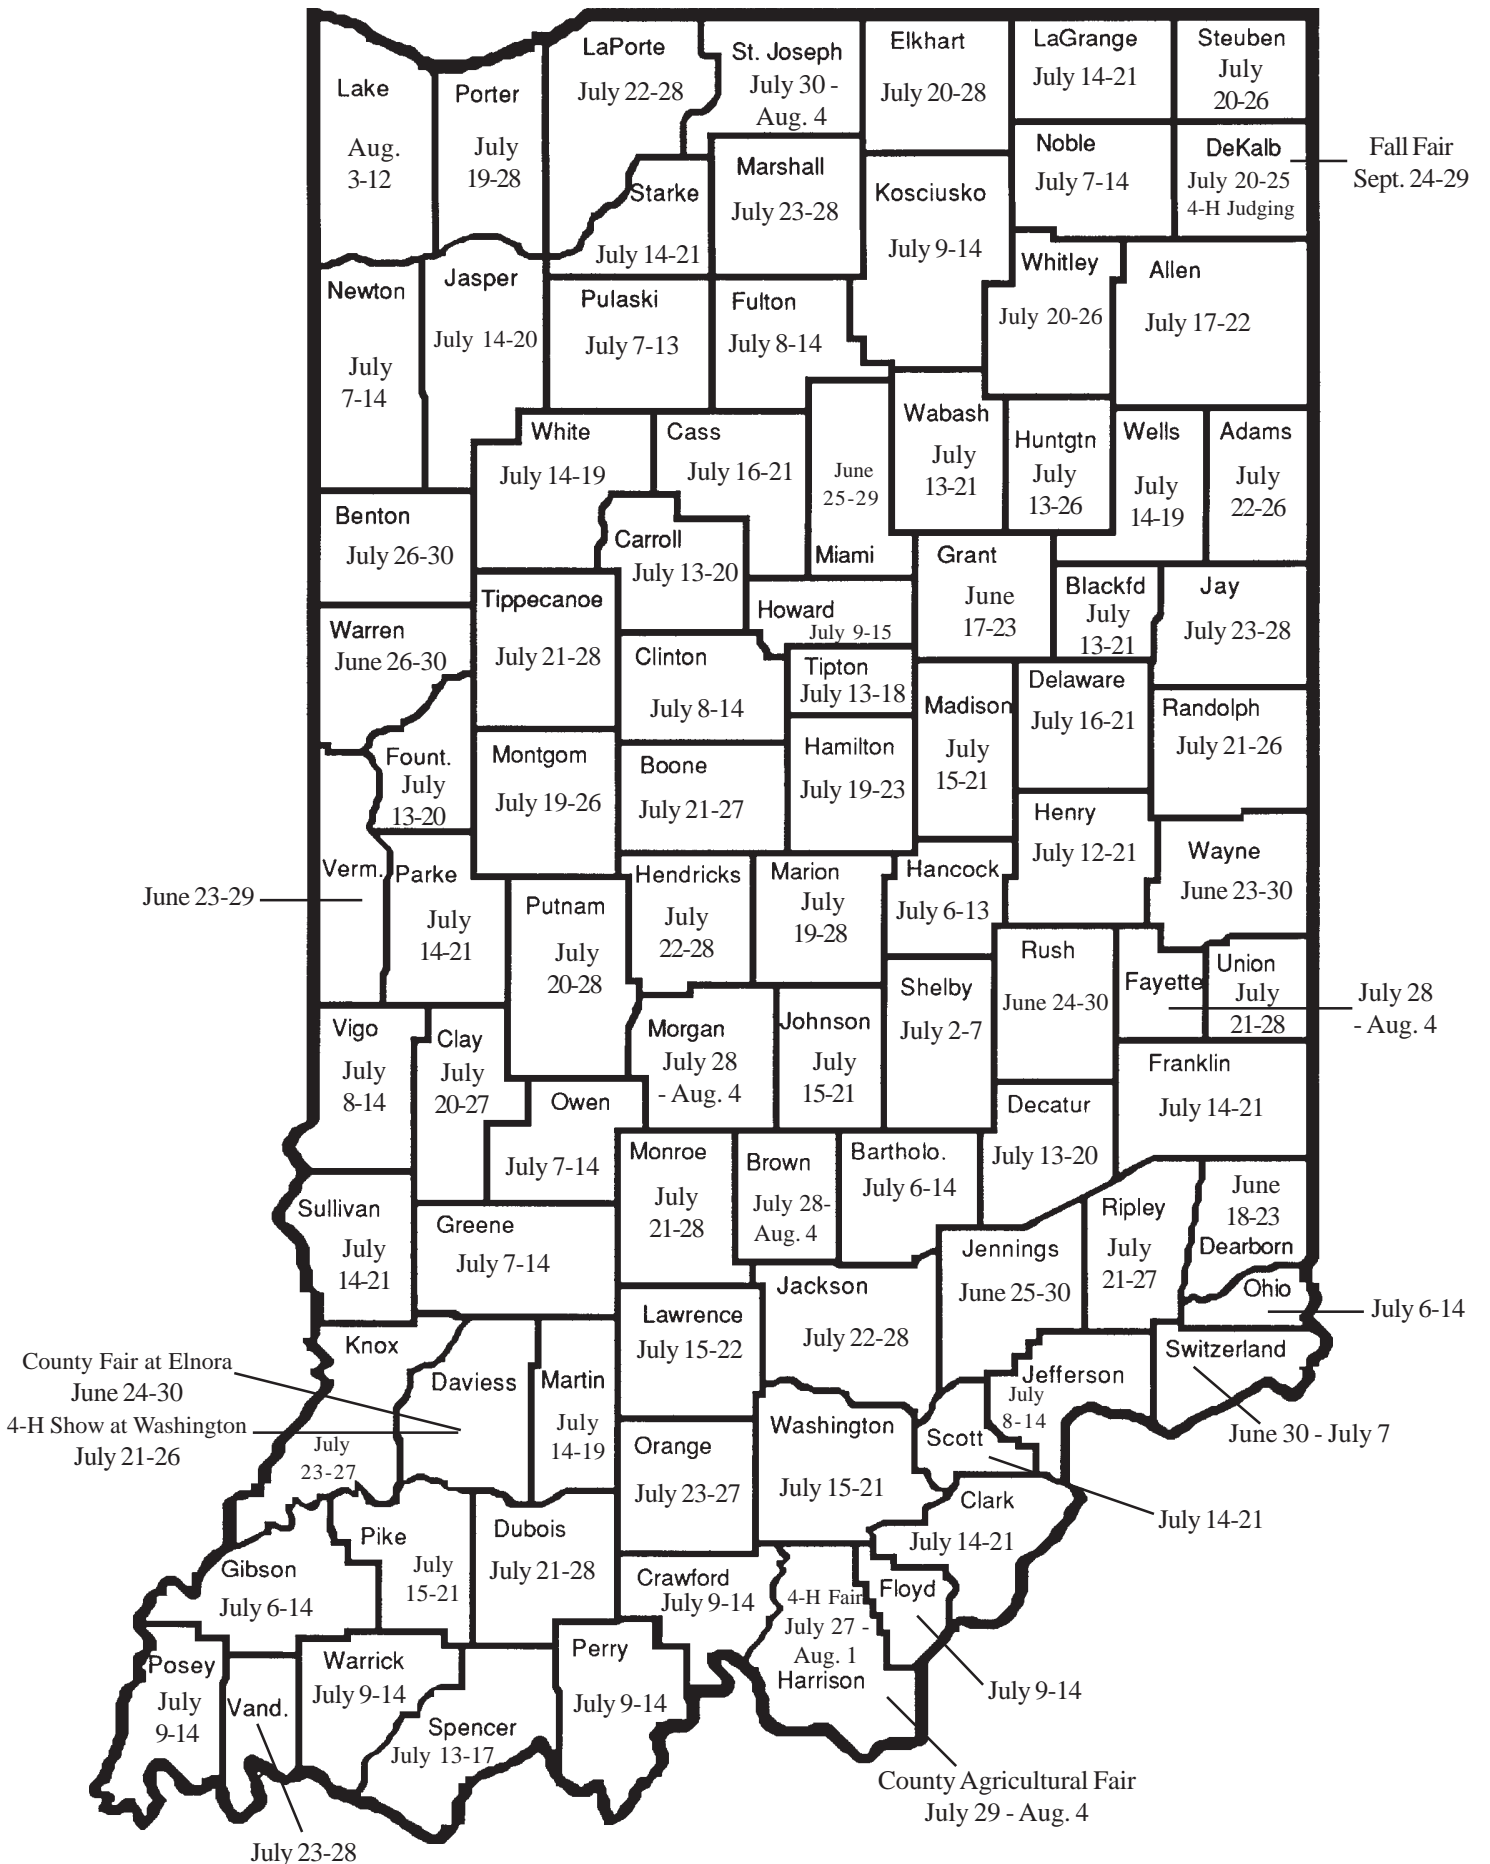 LaPorte
July 22-28
St. Joseph
July 30 -
Aug. 4
Elkhart
July 20-28
LaGrange
July 14-21
Steuben
July
20-26
Lake
Aug.
3-12
Porter
July
19-28
Starke
July 14-21
Marshall
July 23-28
Kosciusko
July 9-14
Noble
July 7-14
DeKalb
July 20-25
4-H Judging
Fall Fair
Sept. 24-29
Newton
July
7-14
Jasper
July 14-20
Pulaski
July 7-13
Fulton
July 8-14
Whitley
July 20-26
Allen
July 17-22
White
July 14-19
Cass
July 16-21
June
25-29
Miami
Wabash
July
13-21
Huntgtn
July
13-26
Wells
July
14-19
Adams
July
22-26
Benton
July 26-30
Carroll
July 13-20
Grant
June
17-23
Blackfd
July
13-21
Jay
July 23-28
Warren
June 26-30
Tippecanoe
July 21-28
Howard
July 9-15
Clinton
July 8-14
Tipton
July 13-18
Madison
July
15-21
Delaware
July 16-21
Randolph
July 21-26
Fount.
July
13-20
Montgom
July 19-26
Boone
July 21-27
Hamilton
July 19-23
Henry
July 12-21
Wayne
June 23-30
Verm.
June 23-29
Parke
July
14-21
Putnam
July
20-28
Hendricks
July
22-28
Marion
July
19-28
Hancock
July 6-13
Rush
June 24-30
Fayette
Union
July
21-28
July 28
- Aug. 4
Shelby
July 2-7
Vigo
July
8-14
Clay
July
20-27
Morgan
July 28
- Aug. 4
Johnson
July
15-21
Franklin
July 14-21
Owen
July 7-14
Decatur
July 13-20
Monroe
July
21-28
Brown
July 28-
Aug. 4
Bartholo.
July 6-14
Sullivan
July
14-21
Greene
July 7-14
Jennings
June 25-30
Ripley
July
21-27
June
18-23
Dearborn
Ohio
July 6-14
Jackson
July 22-28
Lawrence
July 15-22
Knox
July
23-27
County Fair at Elnora
June 24-30
4-H Show at Washington
July 21-26
Daviess
Martin
July
14-19
Jefferson
July
8-14
Switzerland
June 30 - July 7
Washington
July 15-21
Scott
July 14-21
Orange
July 23-27
Clark
July 14-21
Gibson
July 6-14
Pike
July
15-21
Dubois
July 21-28
Crawford
July 9-14
4-H Fair
July 27 -
Aug. 1
Harrison
Floyd
July 9-14
Posey
July
9-14
Vand.
July 23-28
Warrick
July 9-14
Spencer
July 13-17
Perry
July 9-14
County Agricultural Fair
July 29 - Aug. 4